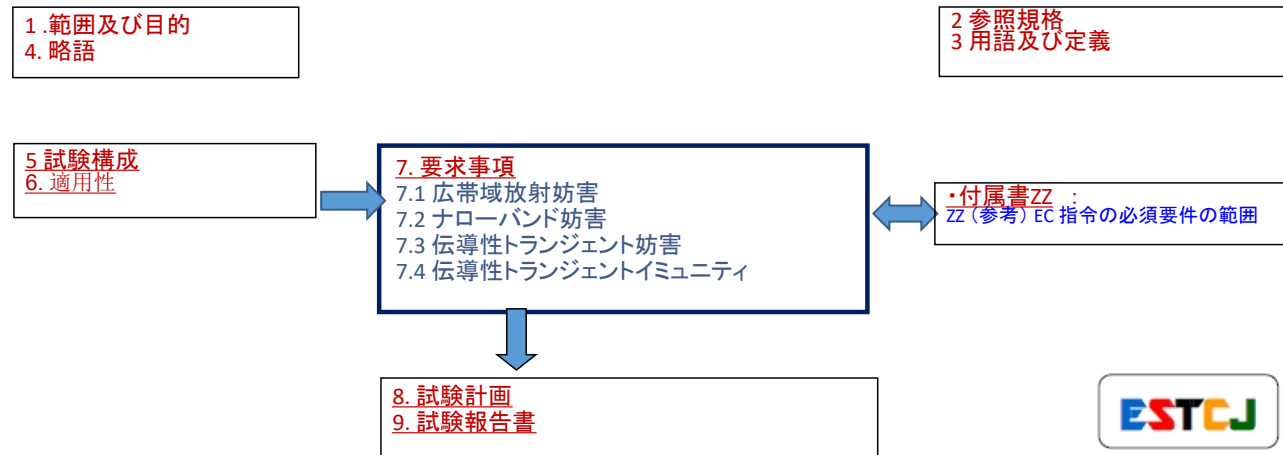 1 .範囲及び目的
4. 略語
2 参照規格
3 用語及び定義
5 試験構成
6. 適用性
7. 要求事項
7.1 広帯域放射妨害
7.2 ナローバンド妨害
7.3 伝導性トランジェント妨害
7.4 伝導性トランジェントイミュニティ
・付属書ZZ :
ZZ (参考) EC 指令の必須要件の範囲
8. 試験計画
9. 試験報告書
ESTCJ